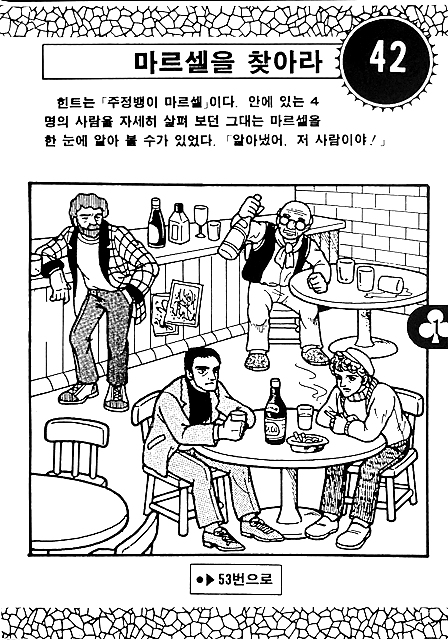 마르셀을 찾아라
42
힌트는 「주정뱅이 마르셀」이다. 안에 있는 4
명의 사람을 자세히 살펴 보던 그대는 마르셀을
한 눈에 알아 볼 수가 있었다. 「알아냈어. 저 사람이야!」
●▶53번으로